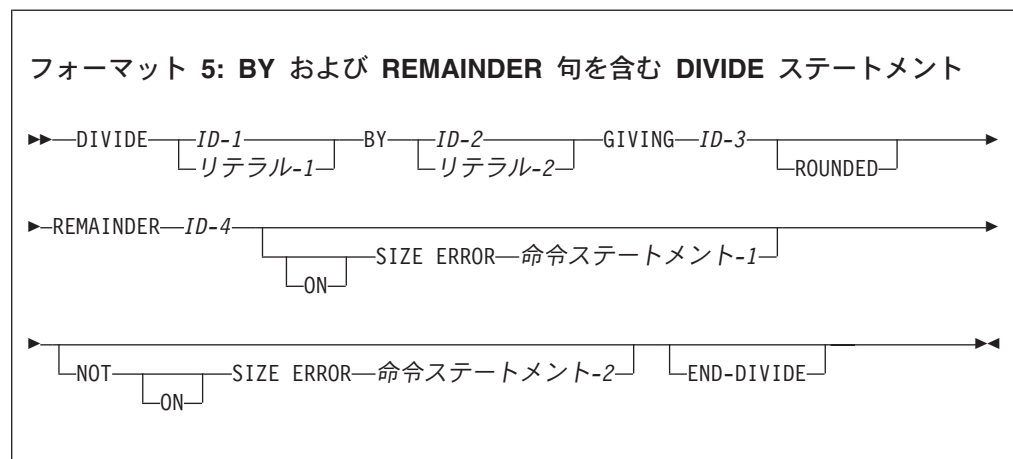 フォーマット 5: BY および REMAINDER 句を含む DIVIDE ステートメント
DIVIDE ID-1 BY ID-2 GIVING ID-3
リテラル-1 リテラル-2 ROUNDED
REMAINDER ID-4
SIZE ERROR 命令ステートメント-1
ON
NOT SIZE ERROR 命令ステートメント-2 END-DIVIDE
ON